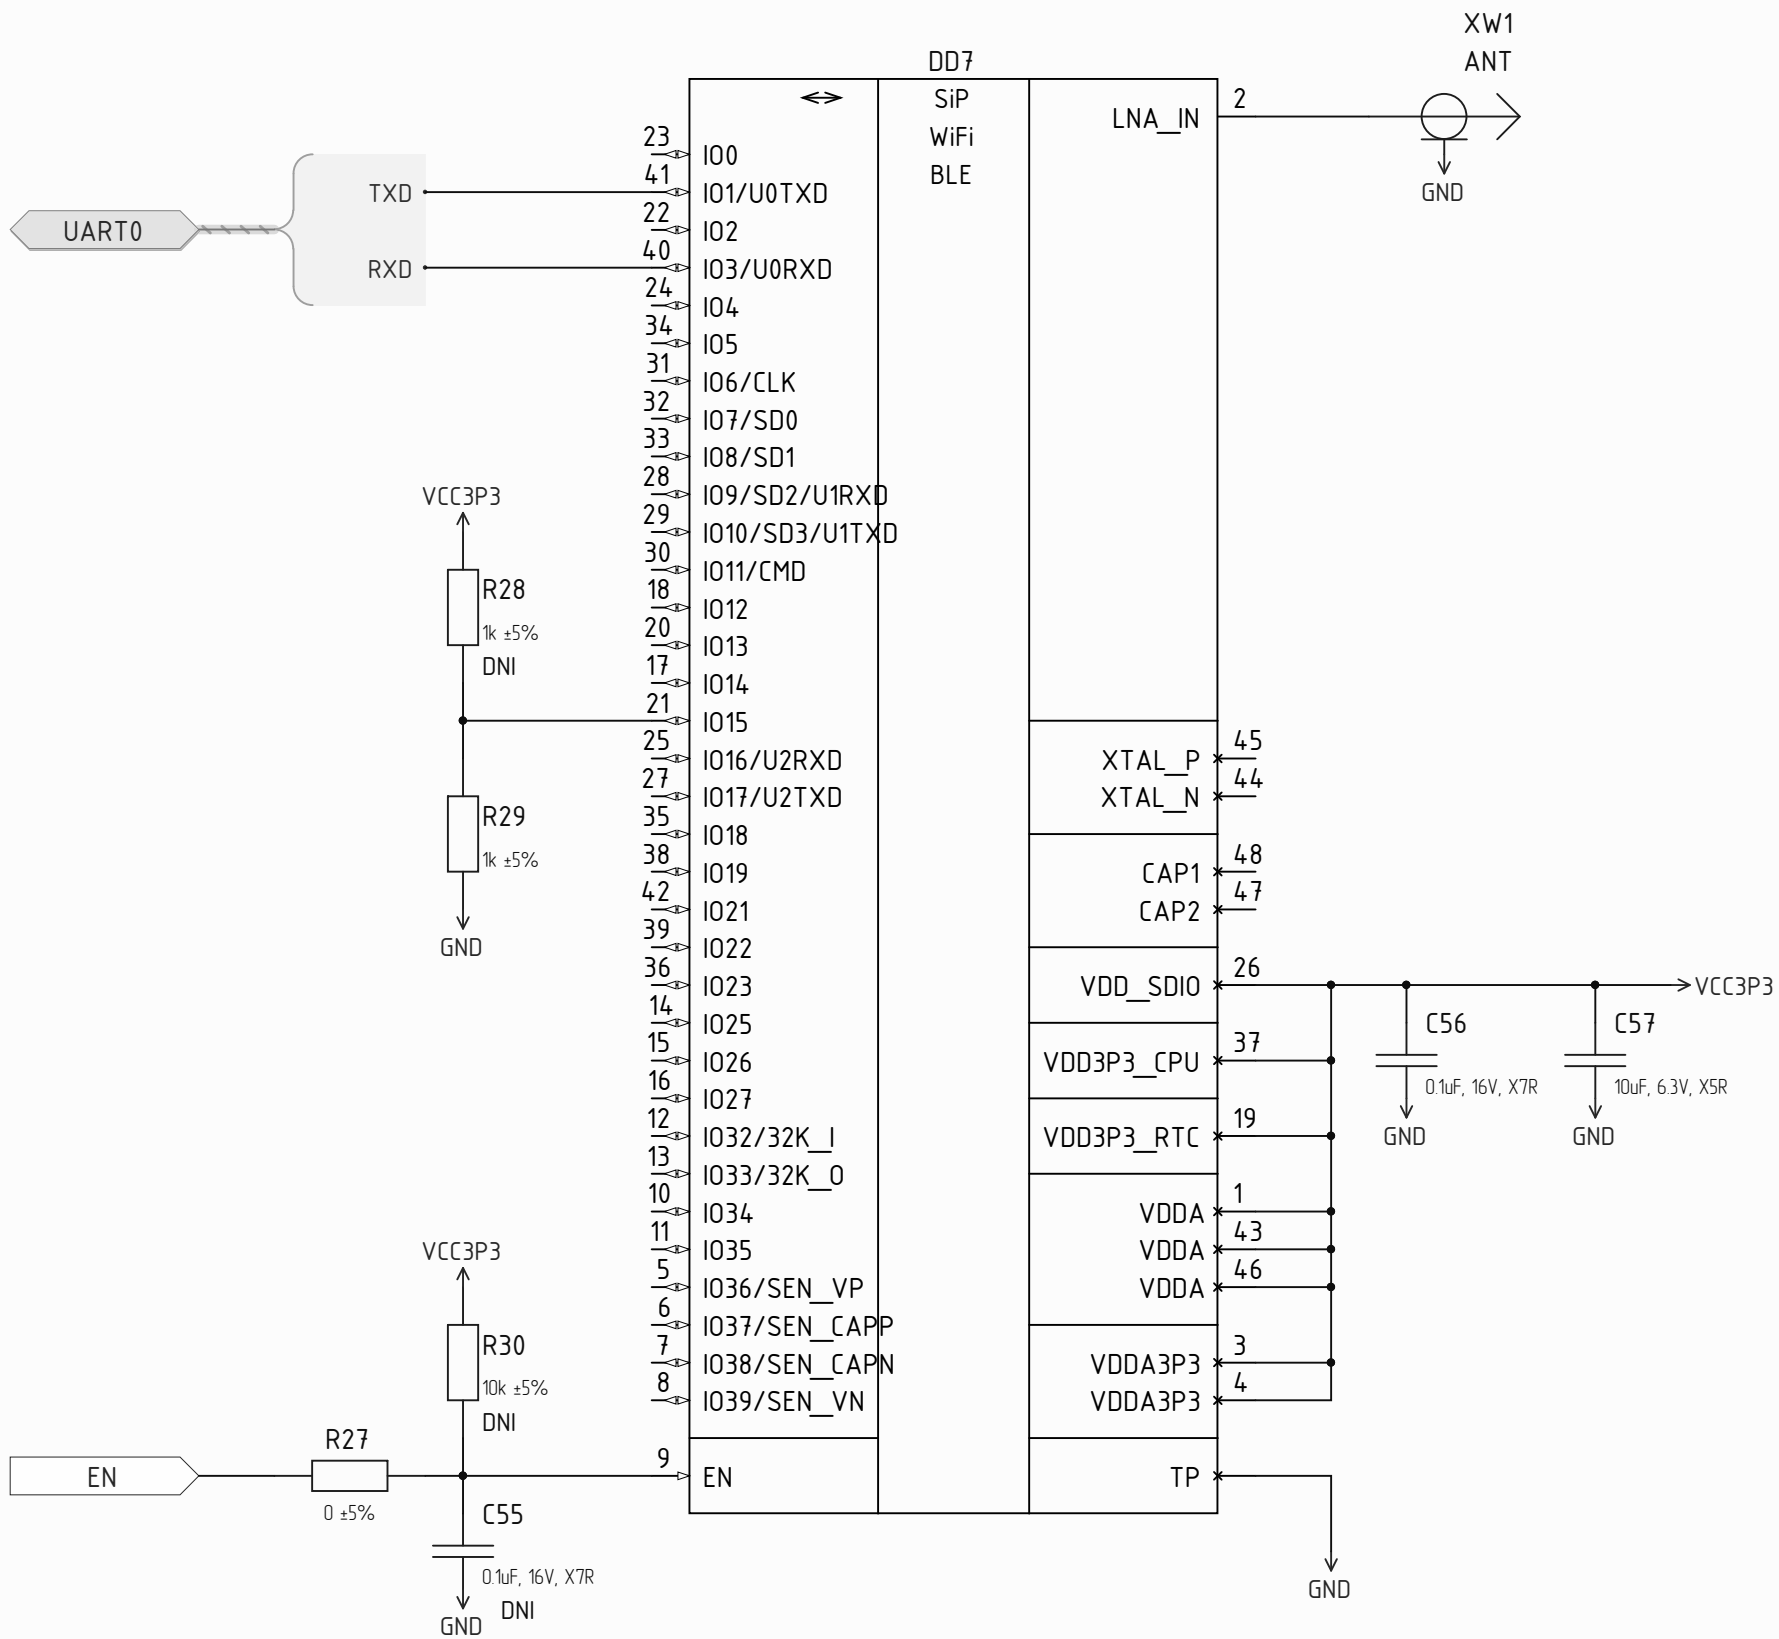 XW1
ANT
DD7
SiP
WiFi
BLE
2
LNA_IN
GND
UART0
TXD
RXD
23
IO0
41
IO1/U0TXD
22
IO2
40
IO3/U0RXD
24
IO4
34
IO5
31
IO6/CLK
32
IO7/SD0
33
IO8/SD1
28
IO9/SD2/U1RXD
29
IO10/SD3/U1TXD
30
IO11/CMD
18
IO12
20
IO13
17
IO14
21
IO15
25
IO16/U2RXD
27
IO17/U2TXD
35
IO18
38
IO19
42
IO21
39
IO22
36
IO23
14
IO25
15
IO26
16
IO27
12
IO32/32K_I
13
IO33/32K_O
10
IO34
11
IO35
5
IO36/SEN_VP
6
IO37/SEN_CAPP
7
IO38/SEN_CAPN
8
IO39/SEN_VN
9
EN
VCC3P3
R28
1k ±5%
DNI
R29
1k ±5%
GND
VCC3P3
R30
10k ±5%
DNI
EN
R27
0 ±5%
C55
0.1uF, 16V, X7R
DNI
GND
45
XTAL_P
44
XTAL_N
48
CAP1
47
CAP2
26
VDD_SDIO
37
VDD3P3_CPU
19
VDD3P3_RTC
1
VDDA
43
VDDA
46
VDDA
3
VDDA3P3
4
VDDA3P3
TP
GND
VCC3P3
C56
0.1uF, 16V, X7R
GND
C57
10uF, 6.3V, X5R
GND